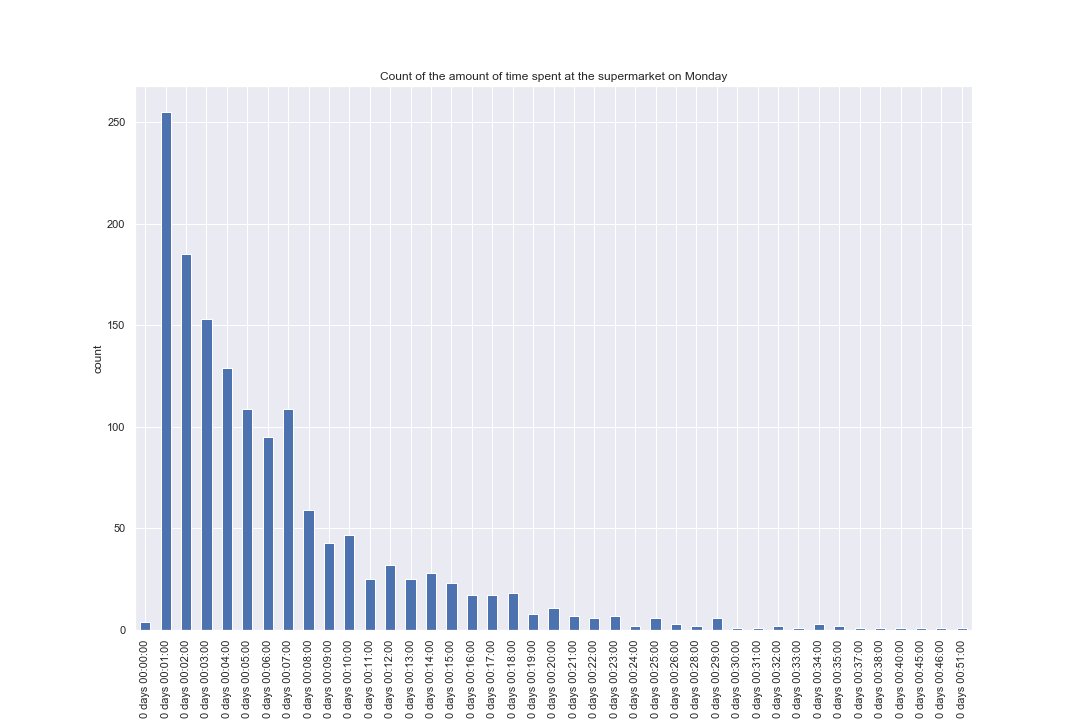 Count of the amount of time spent at the supermarket on Monday
count
250
200
150
100
50
0
0 days 00:00:00
0 days 00:01:00
0 days 00:02:00
0 days 00:03:00
0 days 00:04:00
0 days 00:05:00
0 days 00:06:00
0 days 00:07:00
0 days 00:08:00
0 days 00:09:00
0 days 00:10:00
0 days 00:11:00
0 days 00:12:00
0 days 00:13:00
0 days 00:14:00
0 days 00:15:00
0 days 00:16:00
0 days 00:17:00
0 days 00:18:00
0 days 00:19:00
0 days 00:20:00
0 days 00:21:00
0 days 00:22:00
0 days 00:23:00
0 days 00:24:00
0 days 00:25:00
0 days 00:26:00
0 days 00:28:00
0 days 00:29:00
0 days 00:30:00
0 days 00:31:00
0 days 00:32:00
0 days 00:33:00
0 days 00:34:00
0 days 00:35:00
0 days 00:37:00
0 days 00:38:00
0 days 00:40:00
0 days 00:45:00
0 days 00:46:00
0 days 00:51:00